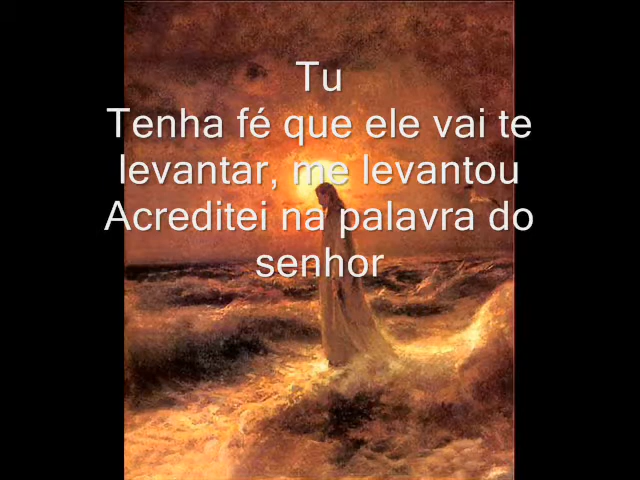 Tu
Tenha fé que ele vai te
levantar, me levantou
Acreditei na palavra do
senhor